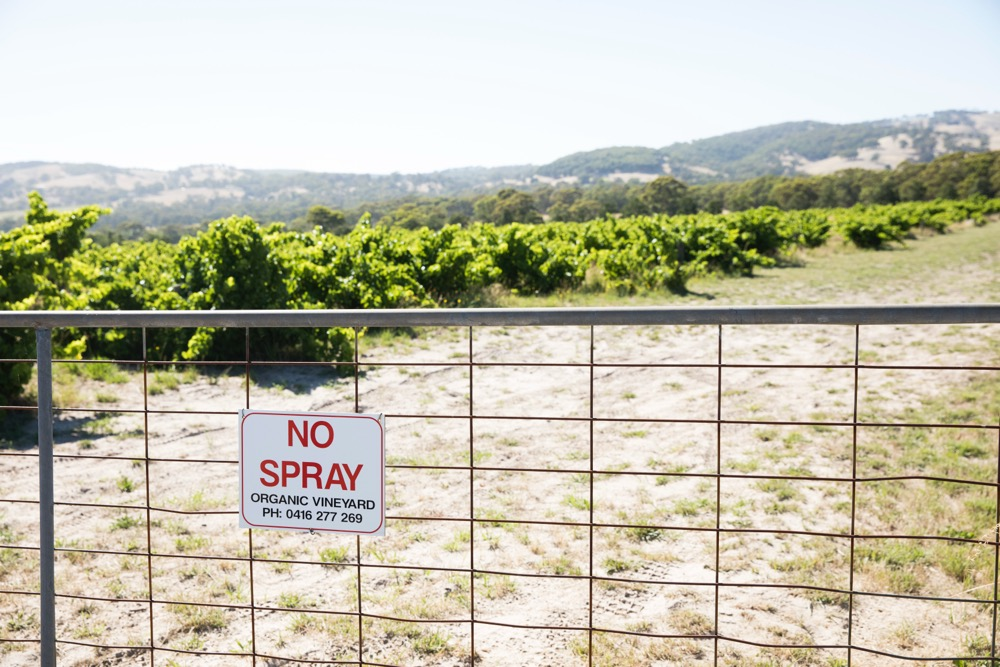 NO
SPRAY
ORGANIC VINEYARD
PH: 0416 277 269